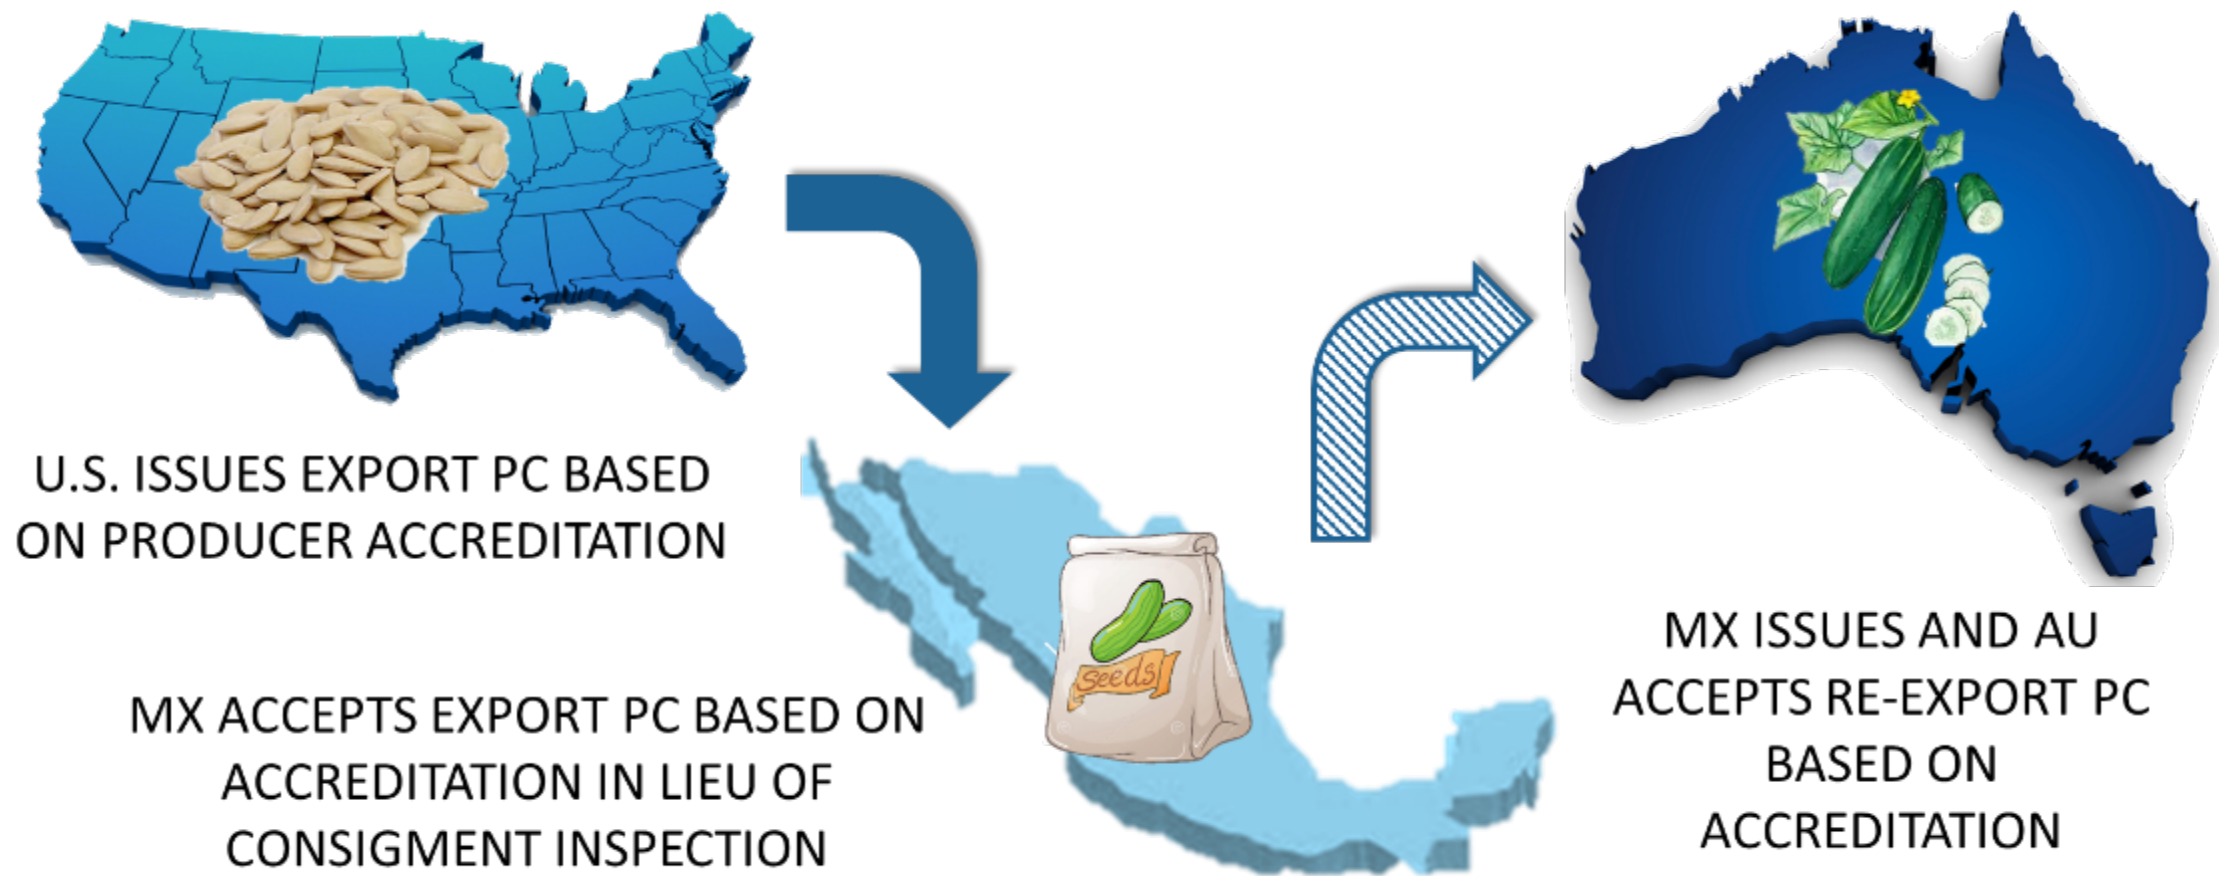 U.S. ISSUES EXPORT PC BASED
ON PRODUCER ACCREDITATION
MX ACCEPTS EXPORT PC BASED ON
ACCREDITATION IN LIEU OF
CONSIGMENT INSPECTION
seeds
MX ISSUES AND AU
ACCEPTS RE-EXPORT PC
BASED ON
ACCREDITATION